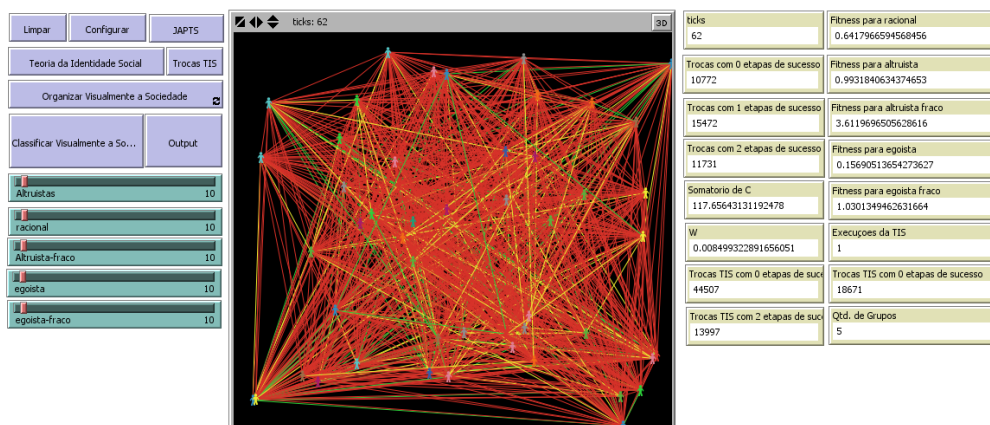 Limpar
Configurar
JAPTS
Teoria da Identidade Social
Trocas TIS
Organizar Visualmente a Sociedade
Classificar Visualmente a So...
Output
Altruistas 10
racional 10
Altruista-fraco 10
egoista 10
egoista-fraco 10
ticks: 62
3D
ticks
62
Fitness para racional
0.6417966594568456
Trocas com 0 etapas de sucesso
10772
Fitness para altruista
0.9931840634374653
Trocas com 1 etapas de sucesso
15472
Fitness para altruista fraco
3.6119696505628616
Trocas com 2 etapas de sucesso
11731
Fitness para egoista
0.15690513654273627
Somatorio de C
117.65643131192478
Fitness para egoista fraco
1.0301349462631664
W
0.008499322891656051
Execuçoes da TIS
1
Trocas TIS com 0 etapas de suce
44507
Trocas TIS com 0 etapas de sucesso
18671
Trocas TIS com 2 etapas de suc
13997
Qtd. de Grupos
5